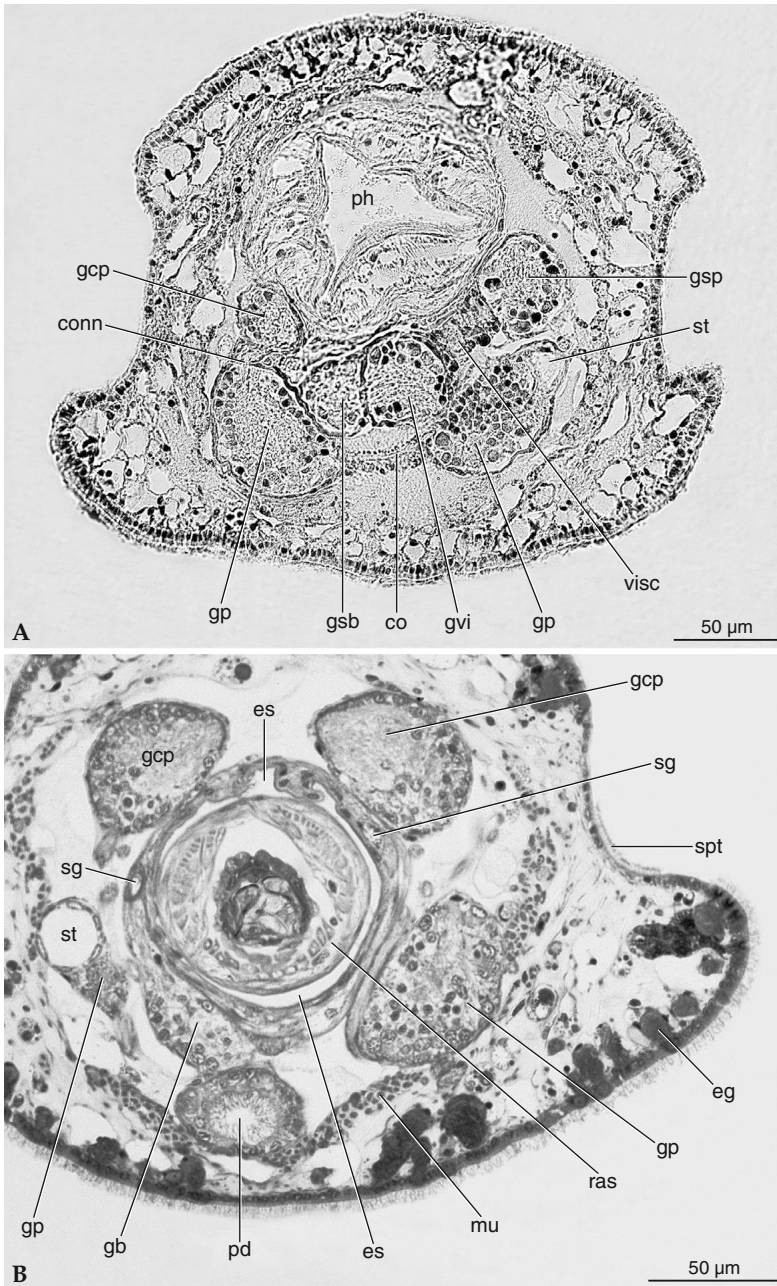 ph
gcp
gsp
conn
st
visc
gp
gsb
co
gvi
gp
A
50 µm
gcp
es
gcp
sg
sg
spt
st
eg
gp
ras
gp
gb
pd
es
mu
B
50 µm